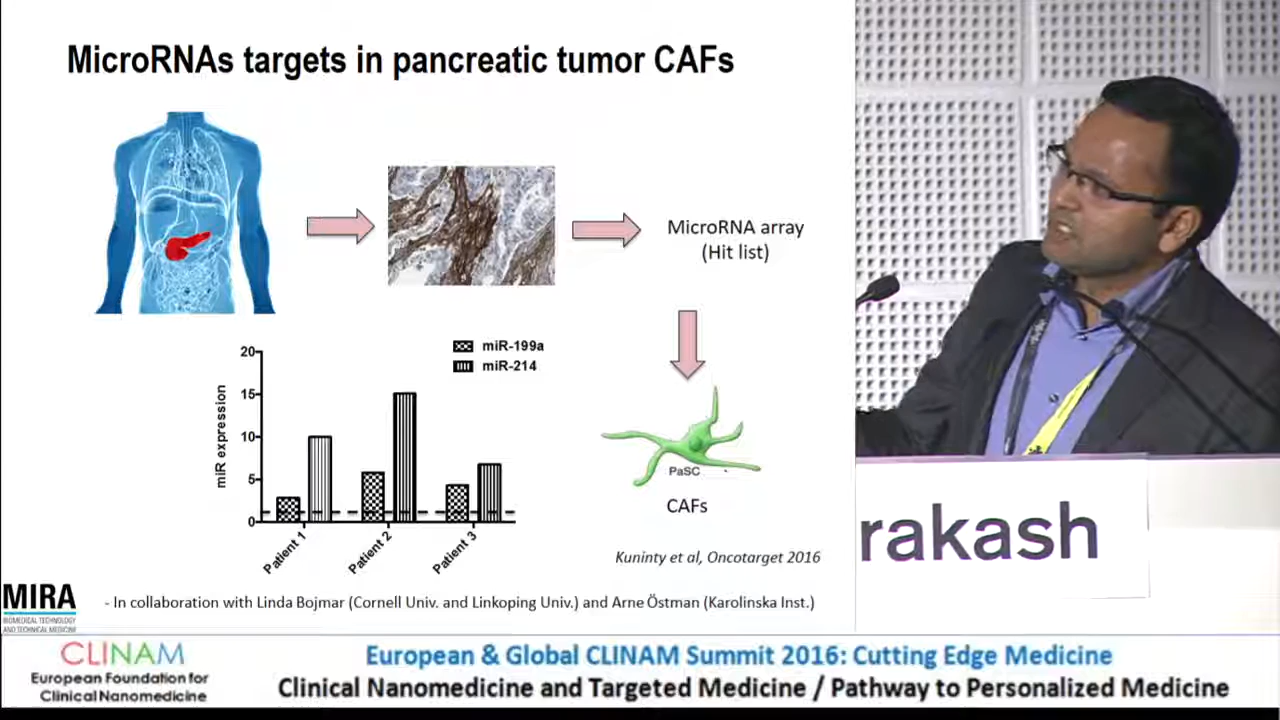 MicroRNAs targets in pancreatic tumor CAFs
MicroRNA array
(Hit list)
miR-199a
miR-214
miR expression
20
15
10
5
0
Patient 1
Patient 2
Patient 3
PaSC
CAFs
Kuninty et al, Oncotarget 2016
MIRA
BIOMEDICAL TECHNOLOGY
AND TECHNICAL MEDICINE
- In collaboration with Linda Bojmar (Cornell Univ. and Linkoping Univ.) and Arne Östman (Karolinska Inst.)
rakash
CLINAM
European Foundation for
Clinical Nanomedicine
European & Global CLINAM Summit 2016: Cutting Edge Medicine
Clinical Nanomedicine and Targeted Medicine / Pathway to Personalized Medicine